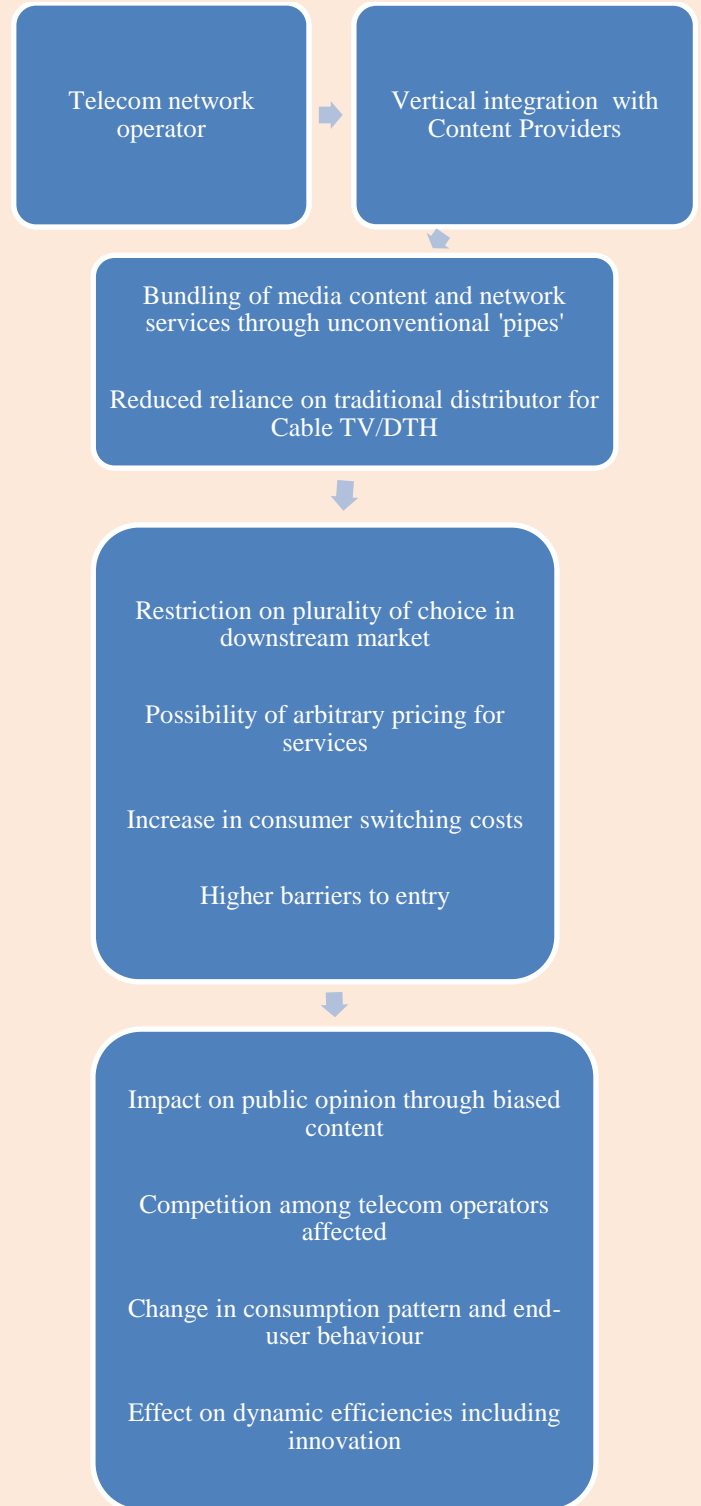 Telecom network
operator
Vertical integration with
Content Providers
Bundling of media content and network
services through unconventional 'pipes'
Reduced reliance on traditional distributor for
Cable TV/DTH
Restriction on plurality of choice in
downstream market
Possibility of arbitrary pricing for
services
Increase in consumer switching costs
Higher barriers to entry
Impact on public opinion through biased
content
Competition among telecom operators
affected
Change in consumption pattern and end-
user behaviour
Effect on dynamic efficiencies including
innovation